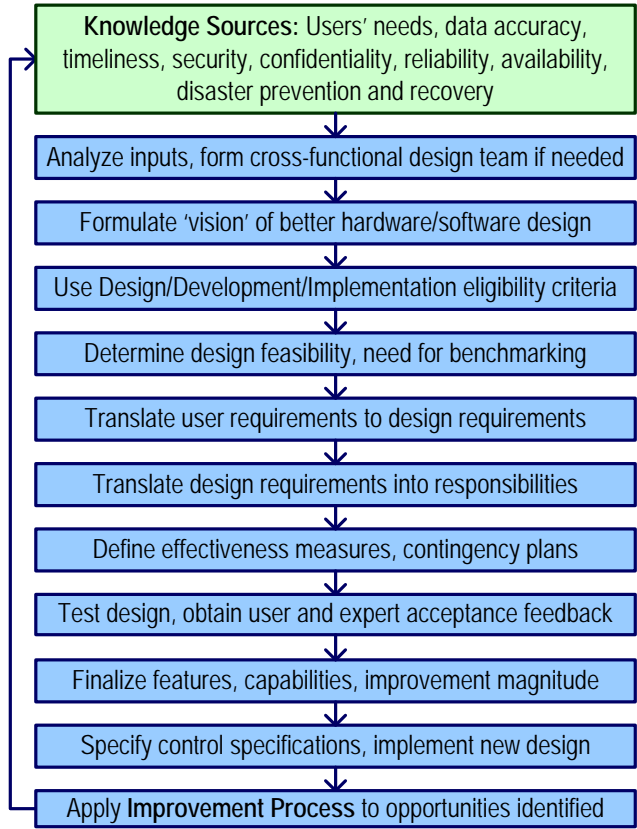 Knowledge Sources: Users’ needs, data accuracy,
timeliness, security, confidentiality, reliability, availability,
disaster prevention and recovery
Analyze inputs, form cross-functional design team if needed
Formulate ‘vision’ of better hardware/software design
Use Design/Development/Implementation eligibility criteria
Determine design feasibility, need for benchmarking
Translate user requirements to design requirements
Translate design requirements into responsibilities
Define effectiveness measures, contingency plans
Test design, obtain user and expert acceptance feedback
Finalize features, capabilities, improvement magnitude
Specify control specifications, implement new design
Apply Improvement Process to opportunities identified